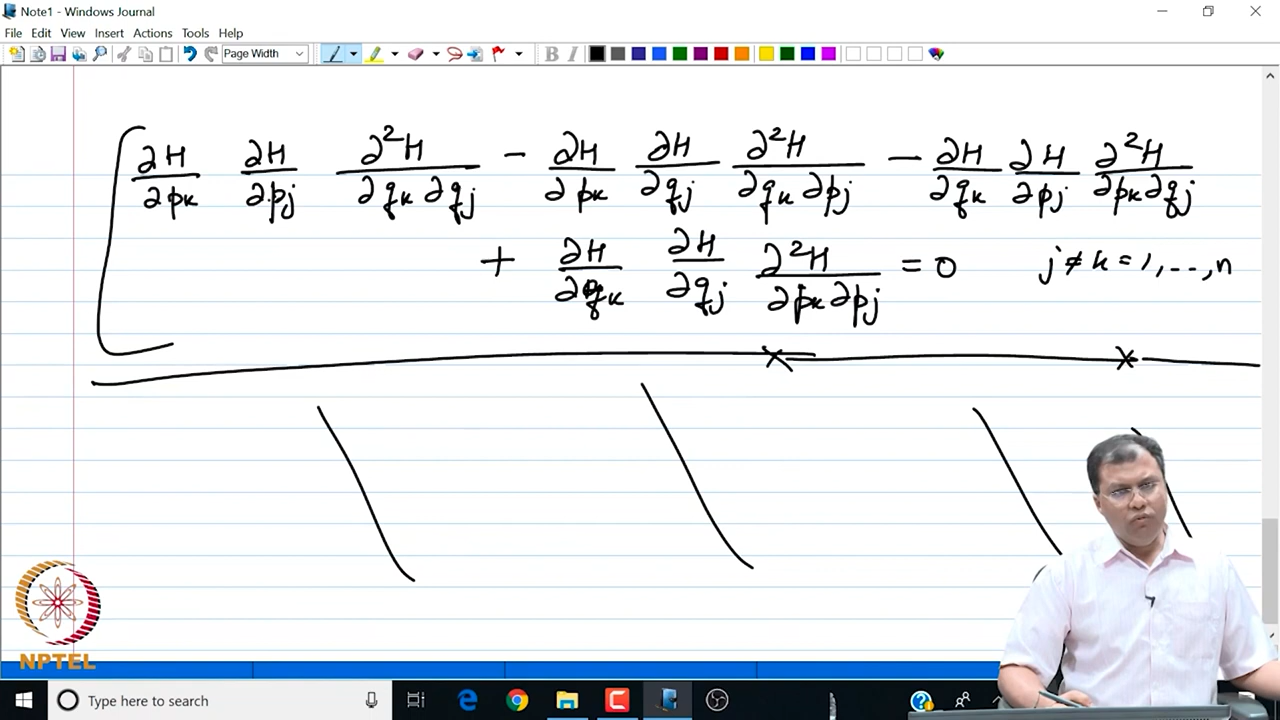 Note1 - Windows Journal
File Edit View Insert Actions Tools Help
Page Width B I
∂H/∂pₖ ∂H/∂pⱼ ∂²H/∂qₖ∂qⱼ - ∂H/∂pₖ ∂H/∂qⱼ ∂²H/∂qₖ∂pⱼ - ∂H/∂qₖ ∂H/∂pⱼ ∂²H/∂pₖ∂qⱼ
+ ∂H/∂qₖ ∂H/∂qⱼ ∂²H/∂pₖ∂pⱼ = 0 j ≠ k = 1, ..., n
NPTEL
Type here to search